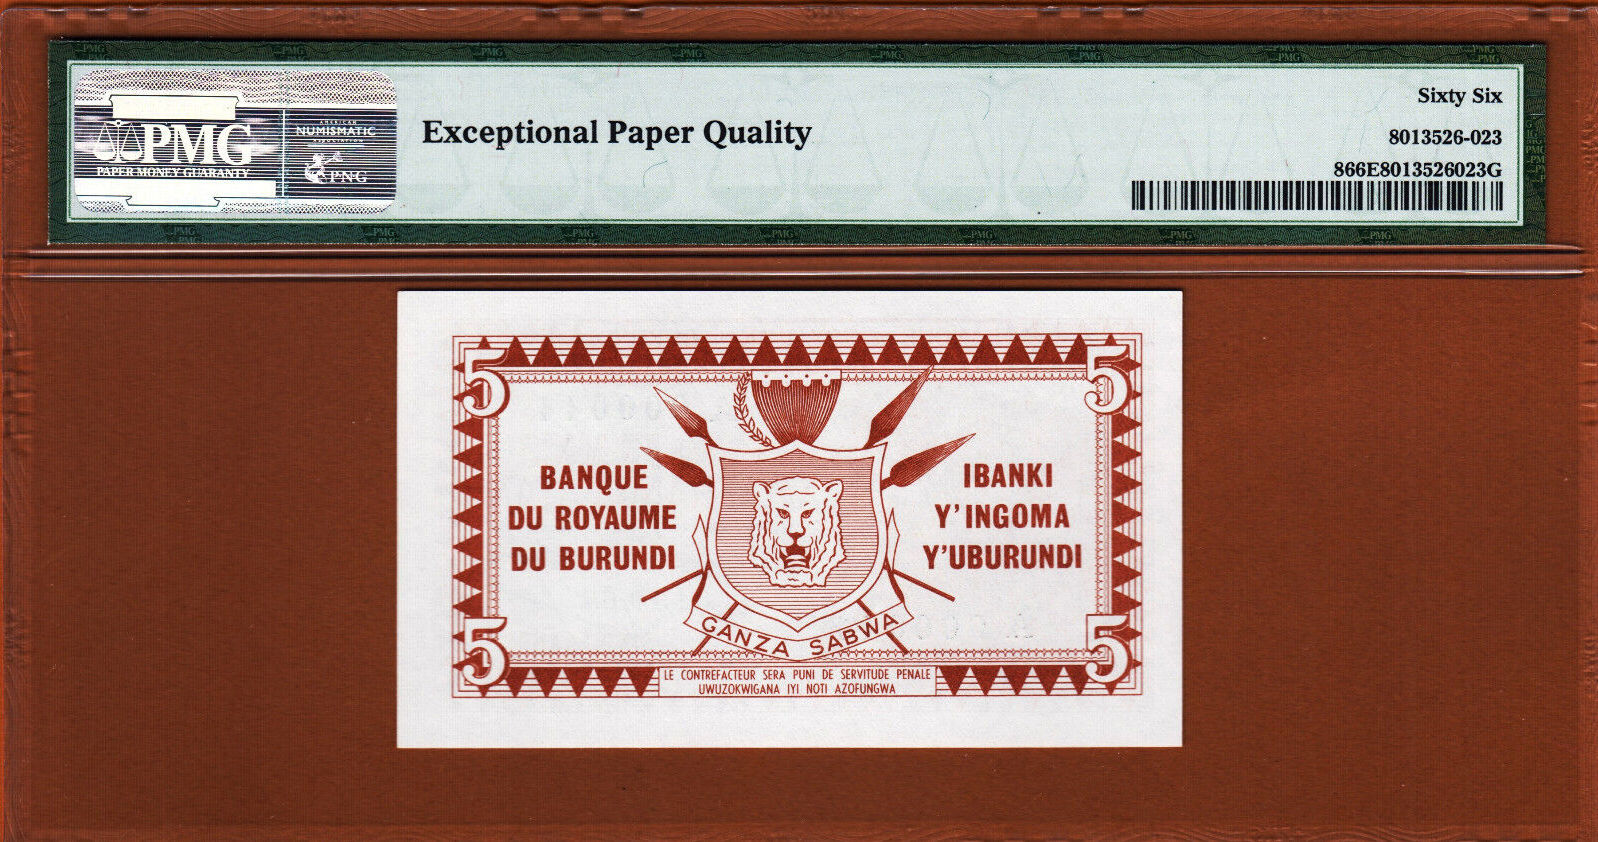 PMG
PAPER MONEY GUARANTY
AMERICAN
NUMISMATIC
ASSOCIATION
PNG
Exceptional Paper Quality
Sixty Six
8013526-023
866E8013526023G
5 5
BANQUE
DU ROYAUME
DU BURUNDI
IBANKI
Y'INGOMA
Y'UBURUNDI
GANZA SABWA
5 5
LE CONTREFACTEUR SERA PUNI DE SERVITUDE PENALE
UWUZOKWIGANA IYI NOTI AZOFUNGWA